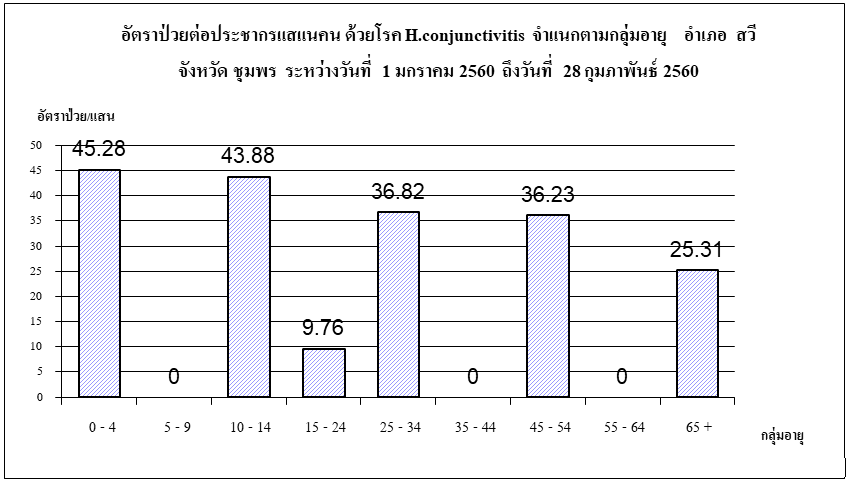 อัตราป่วยต่อประชากรแสแนคน ด้วยโรค H.conjunctivitis จำแนกตามกลุ่มอายุ อำเภอ สวี
จังหวัด ชุมพร ระหว่างวันที่ 1 มกราคม 2560 ถึงวันที่ 28 กุมภาพันธ์ 2560
อัตราป่วย/แสน
50
45
40
35
30
25
20
15
10
5
0
45.28
0
43.88
9.76
36.82
0
36.23
0
25.31
0 - 4
5 - 9
10 - 14
15 - 24
25 - 34
35 - 44
45 - 54
55 - 64
65 +
กลุ่มอายุ